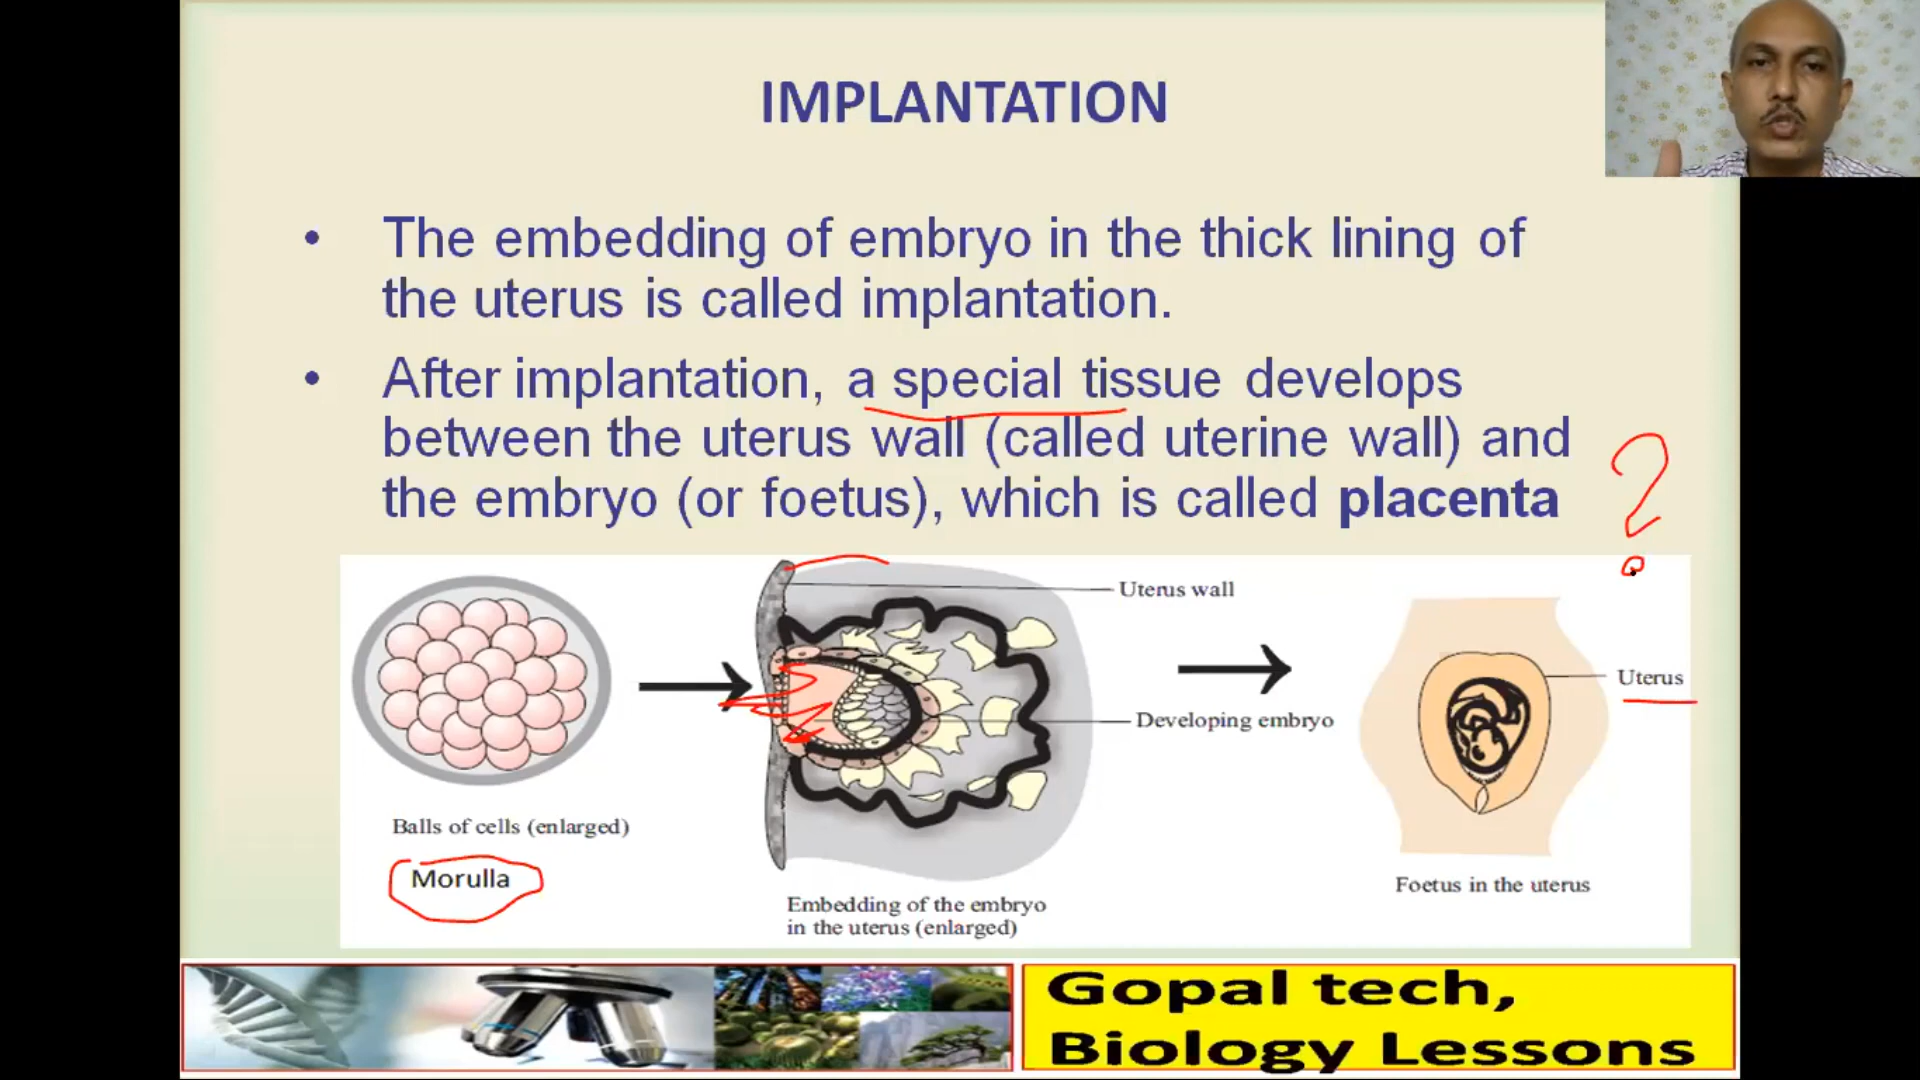 IMPLANTATION
• The embedding of embryo in the thick lining of
the uterus is called implantation.
• After implantation, a special tissue develops
between the uterus wall (called uterine wall) and
the embryo (or foetus), which is called placenta
?
Uterus wall
Uterus
Developing embryo
Balls of cells (enlarged)
Morulla
Foetus in the uterus
Embedding of the embryo
in the uterus (enlarged)
Gopal tech,
Biology Lessons